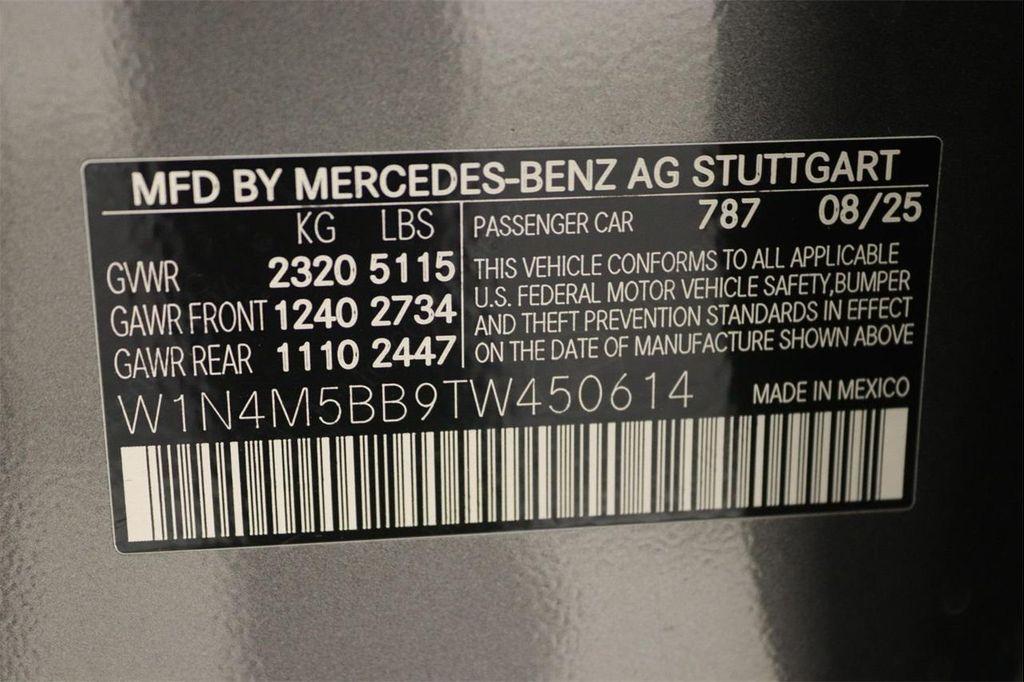 MFD BY MERCEDES-BENZ AG STUTTGART
KG LBS
GVWR 2320 5115
GAWR FRONT 1240 2734
GAWR REAR 1110 2447
PASSENGER CAR 787 08/25
THIS VEHICLE CONFORMS TO ALL APPLICABLE
U.S. FEDERAL MOTOR VEHICLE SAFETY,BUMPER
AND THEFT PREVENTION STANDARDS IN EFFECT
ON THE DATE OF MANUFACTURE SHOWN ABOVE
W1N4M5BB9TW450614
MADE IN MEXICO